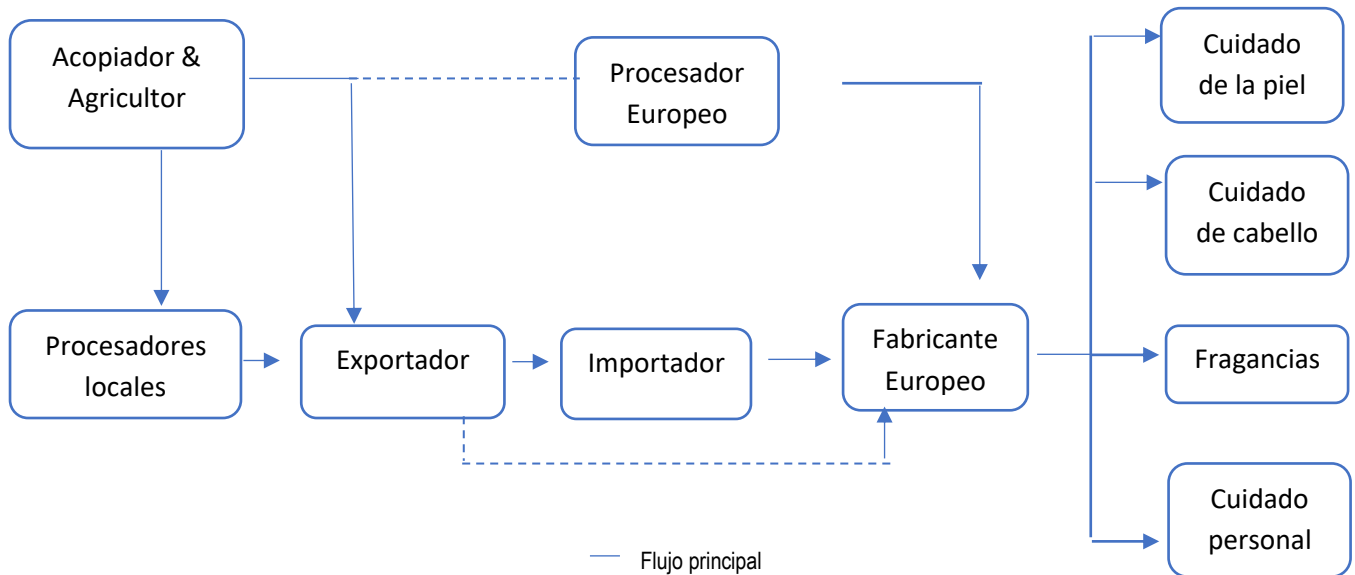 Acopiador &
Agricultor
Procesador
Europeo
Cuidado
de la piel
Cuidado
de cabello
Procesadores
locales
Exportador
Importador
Fabricante
Europeo
Fragancias
Cuidado
personal
Flujo principal